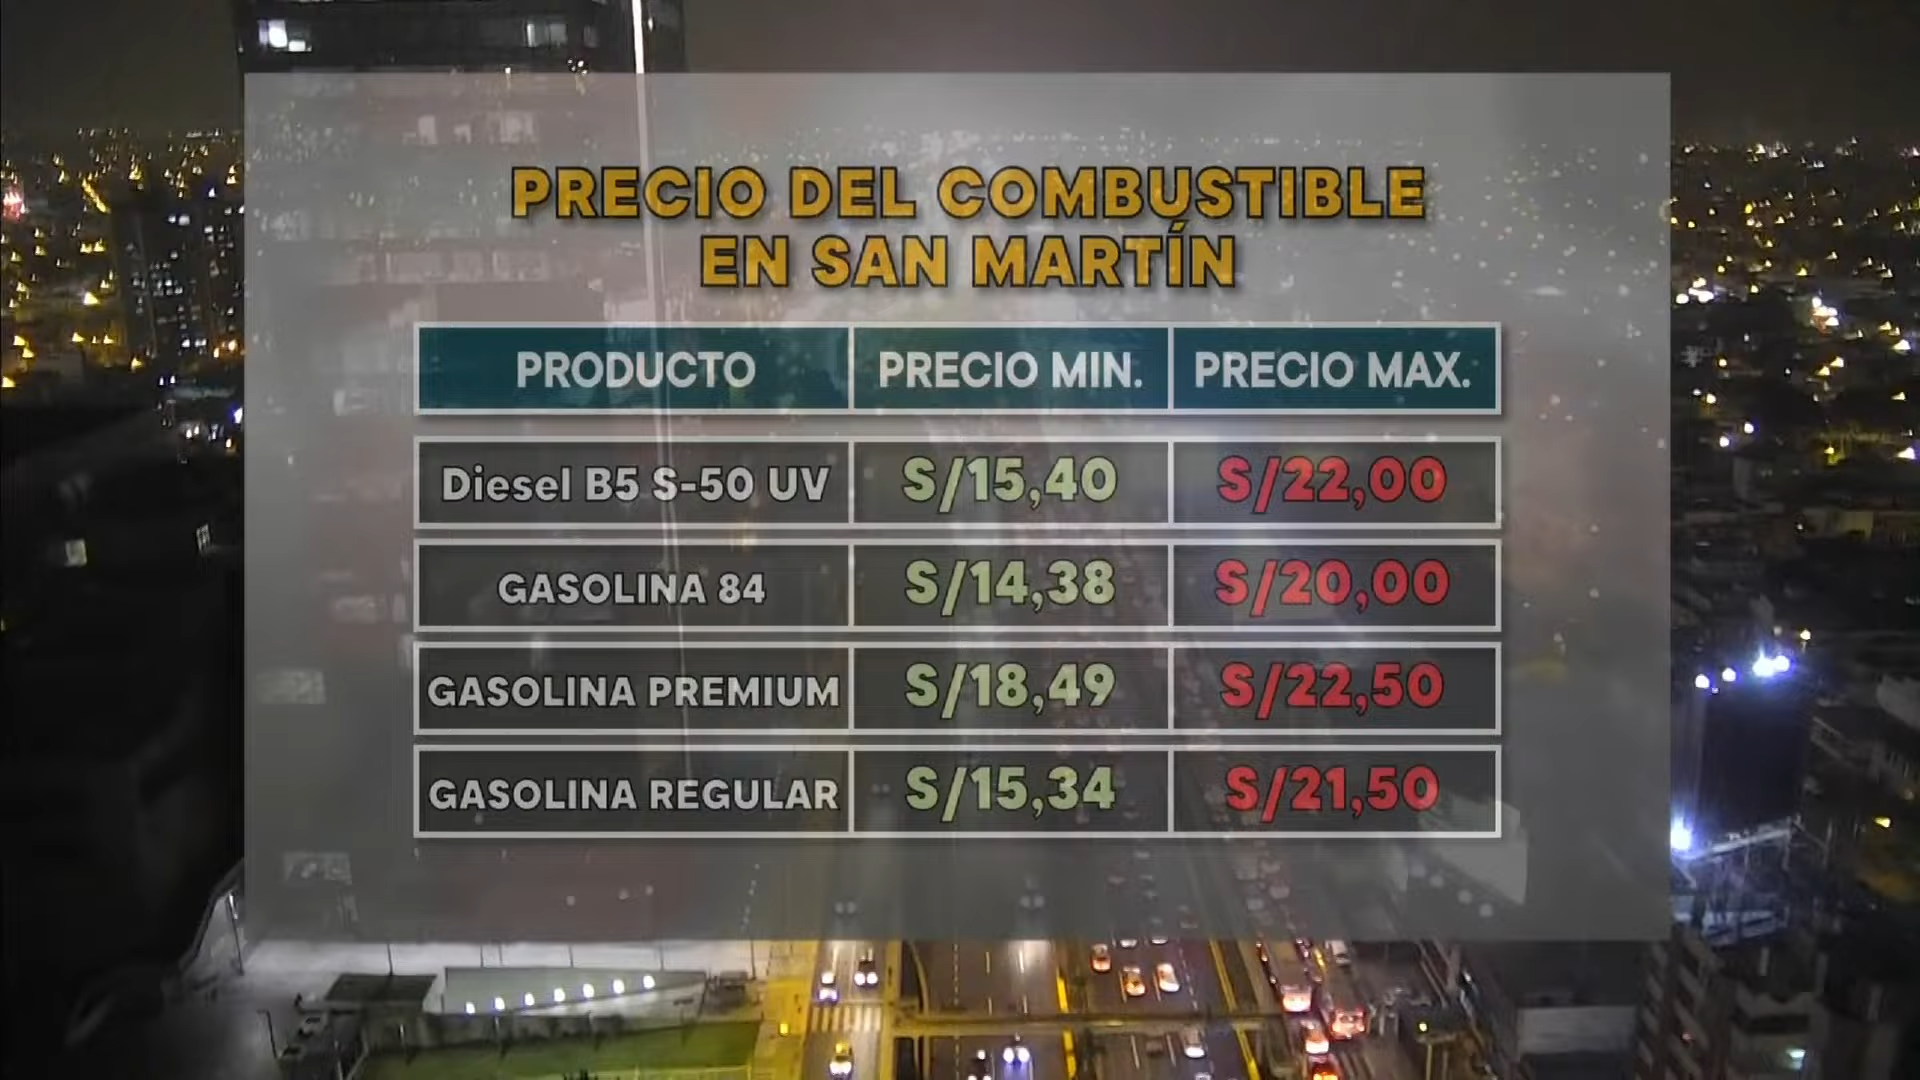 PRECIO DEL COMBUSTIBLE
EN SAN MARTÍN
PRODUCTO PRECIO MIN. PRECIO MAX.
Diesel B5 S-50 UV S/15,40 S/22,00
GASOLINA 84 S/14,38 S/20,00
GASOLINA PREMIUM S/18,49 S/22,50
GASOLINA REGULAR S/15,34 S/21,50